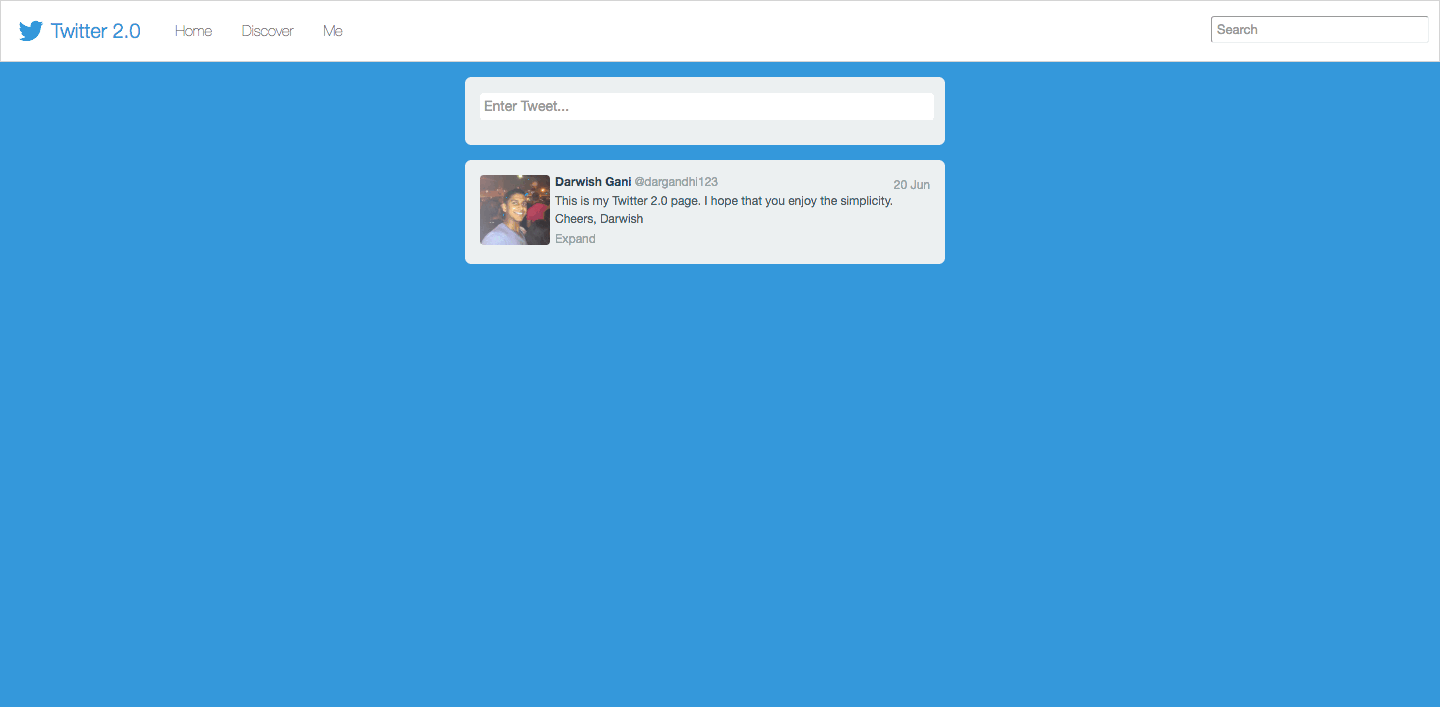 Twitter 2.0 Home Discover Me Search
Enter Tweet...
Darwish Gani @dargandhi123 20 Jun
This is my Twitter 2.0 page. I hope that you enjoy the simplicity.
Cheers, Darwish
Expand